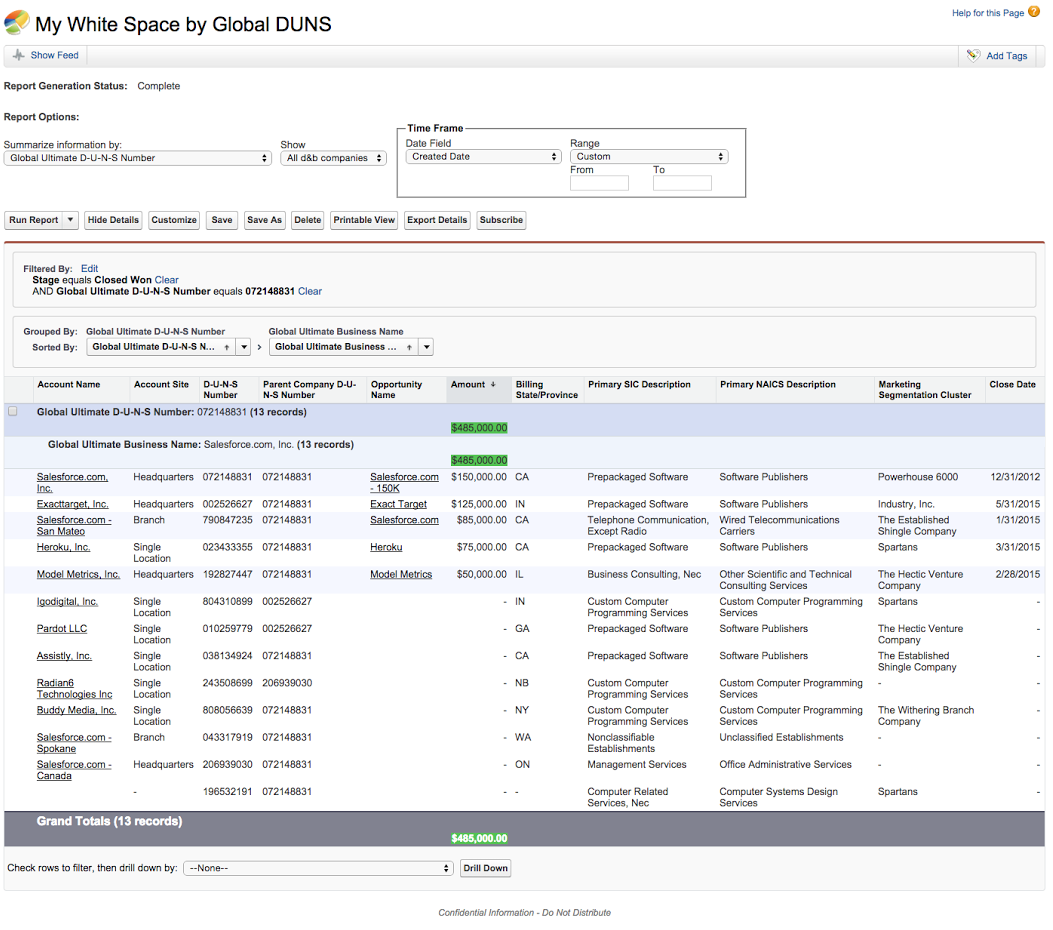 My White Space by Global DUNS
Help for this Page
Show Feed
Add Tags
Report Generation Status: Complete
Report Options:
Summarize information by:
Global Ultimate D-U-N-S Number
Show
All d&b companies
Time Frame
Date Field
Created Date
Range
Custom
From
To
Run Report
Hide Details
Customize
Save
Save As
Delete
Printable View
Export Details
Subscribe
Filtered By: Edit
Stage equals Closed Won Clear
AND Global Ultimate D-U-N-S Number equals 072148831 Clear
Grouped By: Global Ultimate D-U-N-S Number Global Ultimate Business Name
Sorted By: Global Ultimate D-U-N-S N... ↑ > Global Ultimate Business ... ↑
Account Name Account Site D-U-N-S Number Parent Company D-U-N-S Number Opportunity Name Amount ↓ Billing State/Province Primary SIC Description Primary NAICS Description Marketing Segmentation Cluster Close Date
Global Ultimate D-U-N-S Number: 072148831 (13 records)
$485,000.00
Global Ultimate Business Name: Salesforce.com, Inc. (13 records)
$485,000.00
Salesforce.com, Inc. Headquarters 072148831 072148831 Salesforce.com - 150K $150,000.00 CA Prepackaged Software Software Publishers Powerhouse 6000 12/31/2012
Exacttarget, Inc. Headquarters 002526627 072148831 Exact Target $125,000.00 IN Prepackaged Software Software Publishers Industry, Inc. 5/31/2015
Salesforce.com - San Mateo Branch 790847235 072148831 Salesforce.com $85,000.00 CA Telephone Communication, Except Radio Wired Telecommunications Carriers The Established Shingle Company 1/31/2015
Heroku, Inc. Single Location 023433355 072148831 Heroku $75,000.00 CA Prepackaged Software Software Publishers Spartans 3/31/2015
Model Metrics, Inc. Headquarters 192827447 072148831 Model Metrics $50,000.00 IL Business Consulting, Nec Other Scientific and Technical Consulting Services The Hectic Venture Company 2/28/2015
Igodigital, Inc. Single Location 804310899 002526627 - IN Custom Computer Programming Services Custom Computer Programming Services Spartans -
Pardot LLC Single Location 010259779 002526627 - GA Prepackaged Software Software Publishers The Hectic Venture Company -
Assistly, Inc. Single Location 038134924 072148831 - CA Prepackaged Software Software Publishers The Established Shingle Company -
Radian6 Technologies Inc Single Location 243508699 206939030 - NB Custom Computer Programming Services Custom Computer Programming Services - -
Buddy Media, Inc. Single Location 808056639 072148831 - NY Custom Computer Programming Services Custom Computer Programming Services The Withering Branch Company -
Salesforce.com - Spokane Branch 043317919 072148831 - WA Nonclassifiable Establishments Unclassified Establishments - -
Salesforce.com - Canada Headquarters 206939030 072148831 - ON Management Services Office Administrative Services - -
- 196532191 072148831 - - Computer Related Services, Nec Computer Systems Design Services Spartans -
Grand Totals (13 records)
$485,000.00
Check rows to filter, then drill down by: --None-- Drill Down
Confidential Information - Do Not Distribute